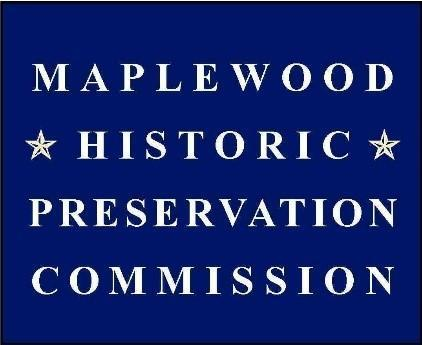 MAPLEWOOD
HISTORIC
PRESERVATION
COMMISSION